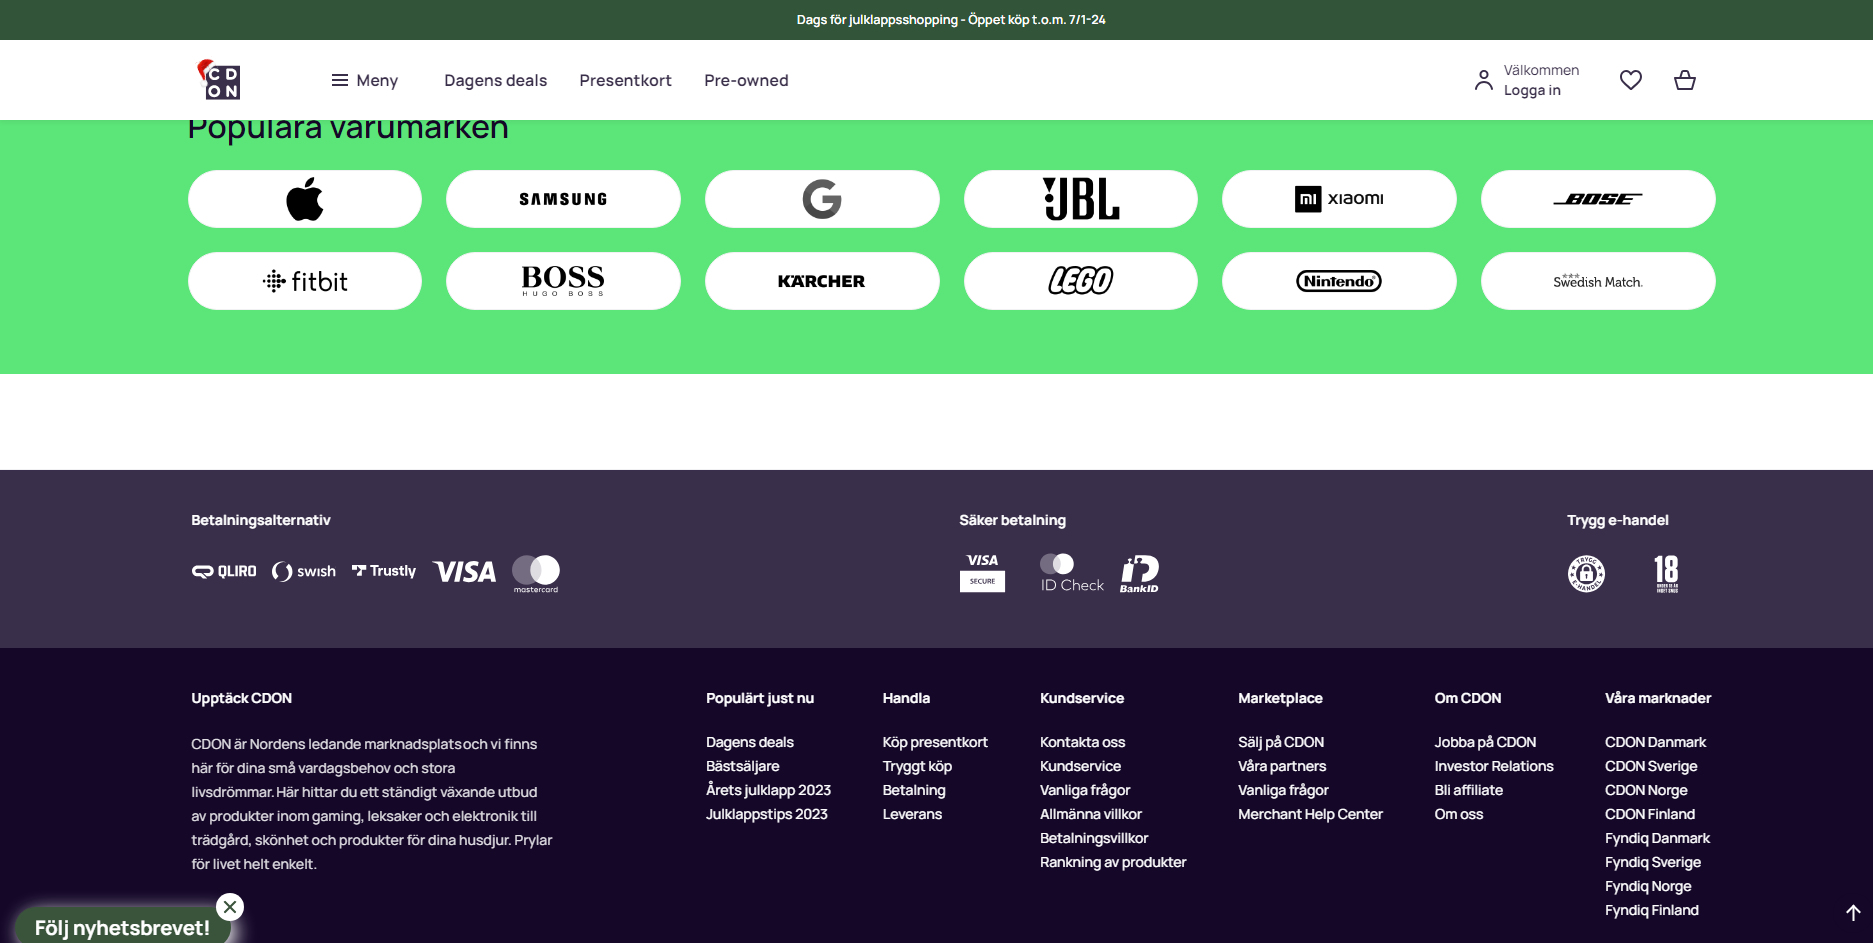 Dags för julklappsshopping - Öppet köp t.o.m. 7/1-24
CDON
Meny
Dagens deals
Presentkort
Pre-owned
Välkommen
Logga in
Populära varumärken
SAMSUNG
G
JBL
mi xiaomi
BOSE
fitbit
BOSS
HUGO BOSS
KÄRCHER
LEGO
Nintendo
Swedish Match.
Betalningsalternativ
QLIRO
swish
Trustly
VISA
mastercard
Säker betalning
VISA
SECURE
ID Check
BankID
Trygg e-handel
TRYGG
E-HANDEL
18
Upptäck CDON
CDON är Nordens ledande marknadsplats och vi finns
här för dina små vardagsbehov och stora
livsdrömmar. Här hittar du ett ständigt växande utbud
av produkter inom gaming, leksaker och elektronik till
trädgård, skönhet och produkter för dina husdjur. Prylar
för livet helt enkelt.
Populärt just nu
Dagens deals
Bästsäljare
Årets julklapp 2023
Julklappstips 2023
Handla
Köp presentkort
Tryggt köp
Betalning
Leverans
Kundservice
Kontakta oss
Kundservice
Vanliga frågor
Allmänna villkor
Betalningsvillkor
Rankning av produkter
Marketplace
Sälj på CDON
Våra partners
Vanliga frågor
Merchant Help Center
Om CDON
Jobba på CDON
Investor Relations
Bli affiliate
Om oss
Våra marknader
CDON Danmark
CDON Sverige
CDON Norge
CDON Finland
Fyndiq Danmark
Fyndiq Sverige
Fyndiq Norge
Fyndiq Finland
Följ nyhetsbrevet!